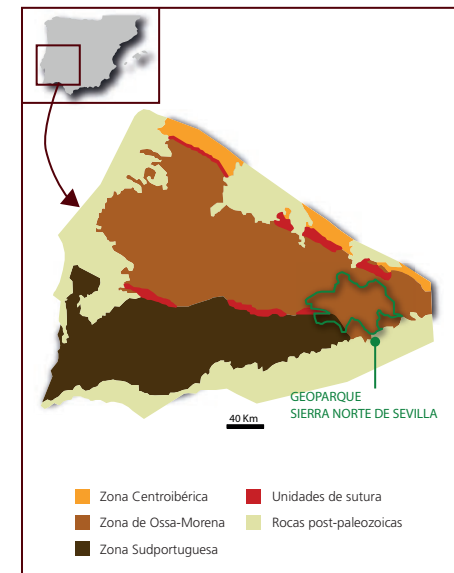 GEOPARQUE
SIERRA NORTE DE SEVILLA
40 Km
Zona Centroibérica
Zona de Ossa-Morena
Zona Sudportuguesa
Unidades de sutura
Rocas post-paleozoicas